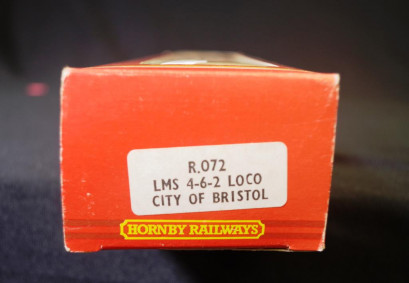 R.072
LMS 4-6-2 LOCO
CITY OF BRISTOL
HORNBY RAILWAYS